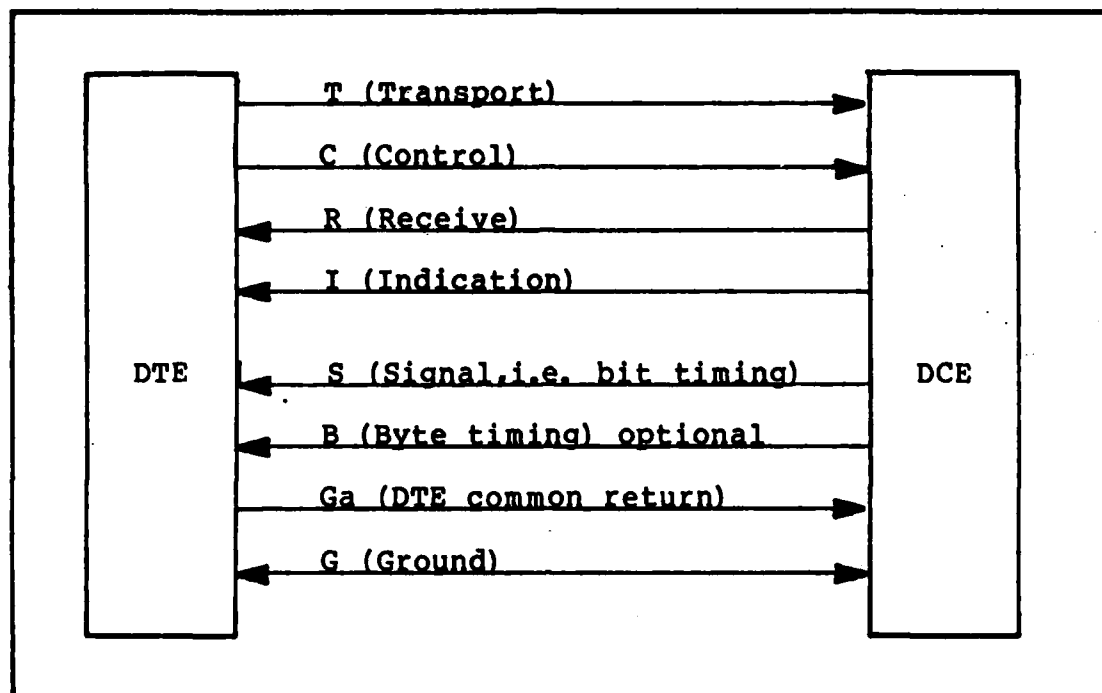 T (Transport)
C (Control)
R (Receive)
I (Indication)
DTE
S (Signal,i.e. bit timing)
DCE
B (Byte timing) optional
Ga (DTE common return)
G (Ground)